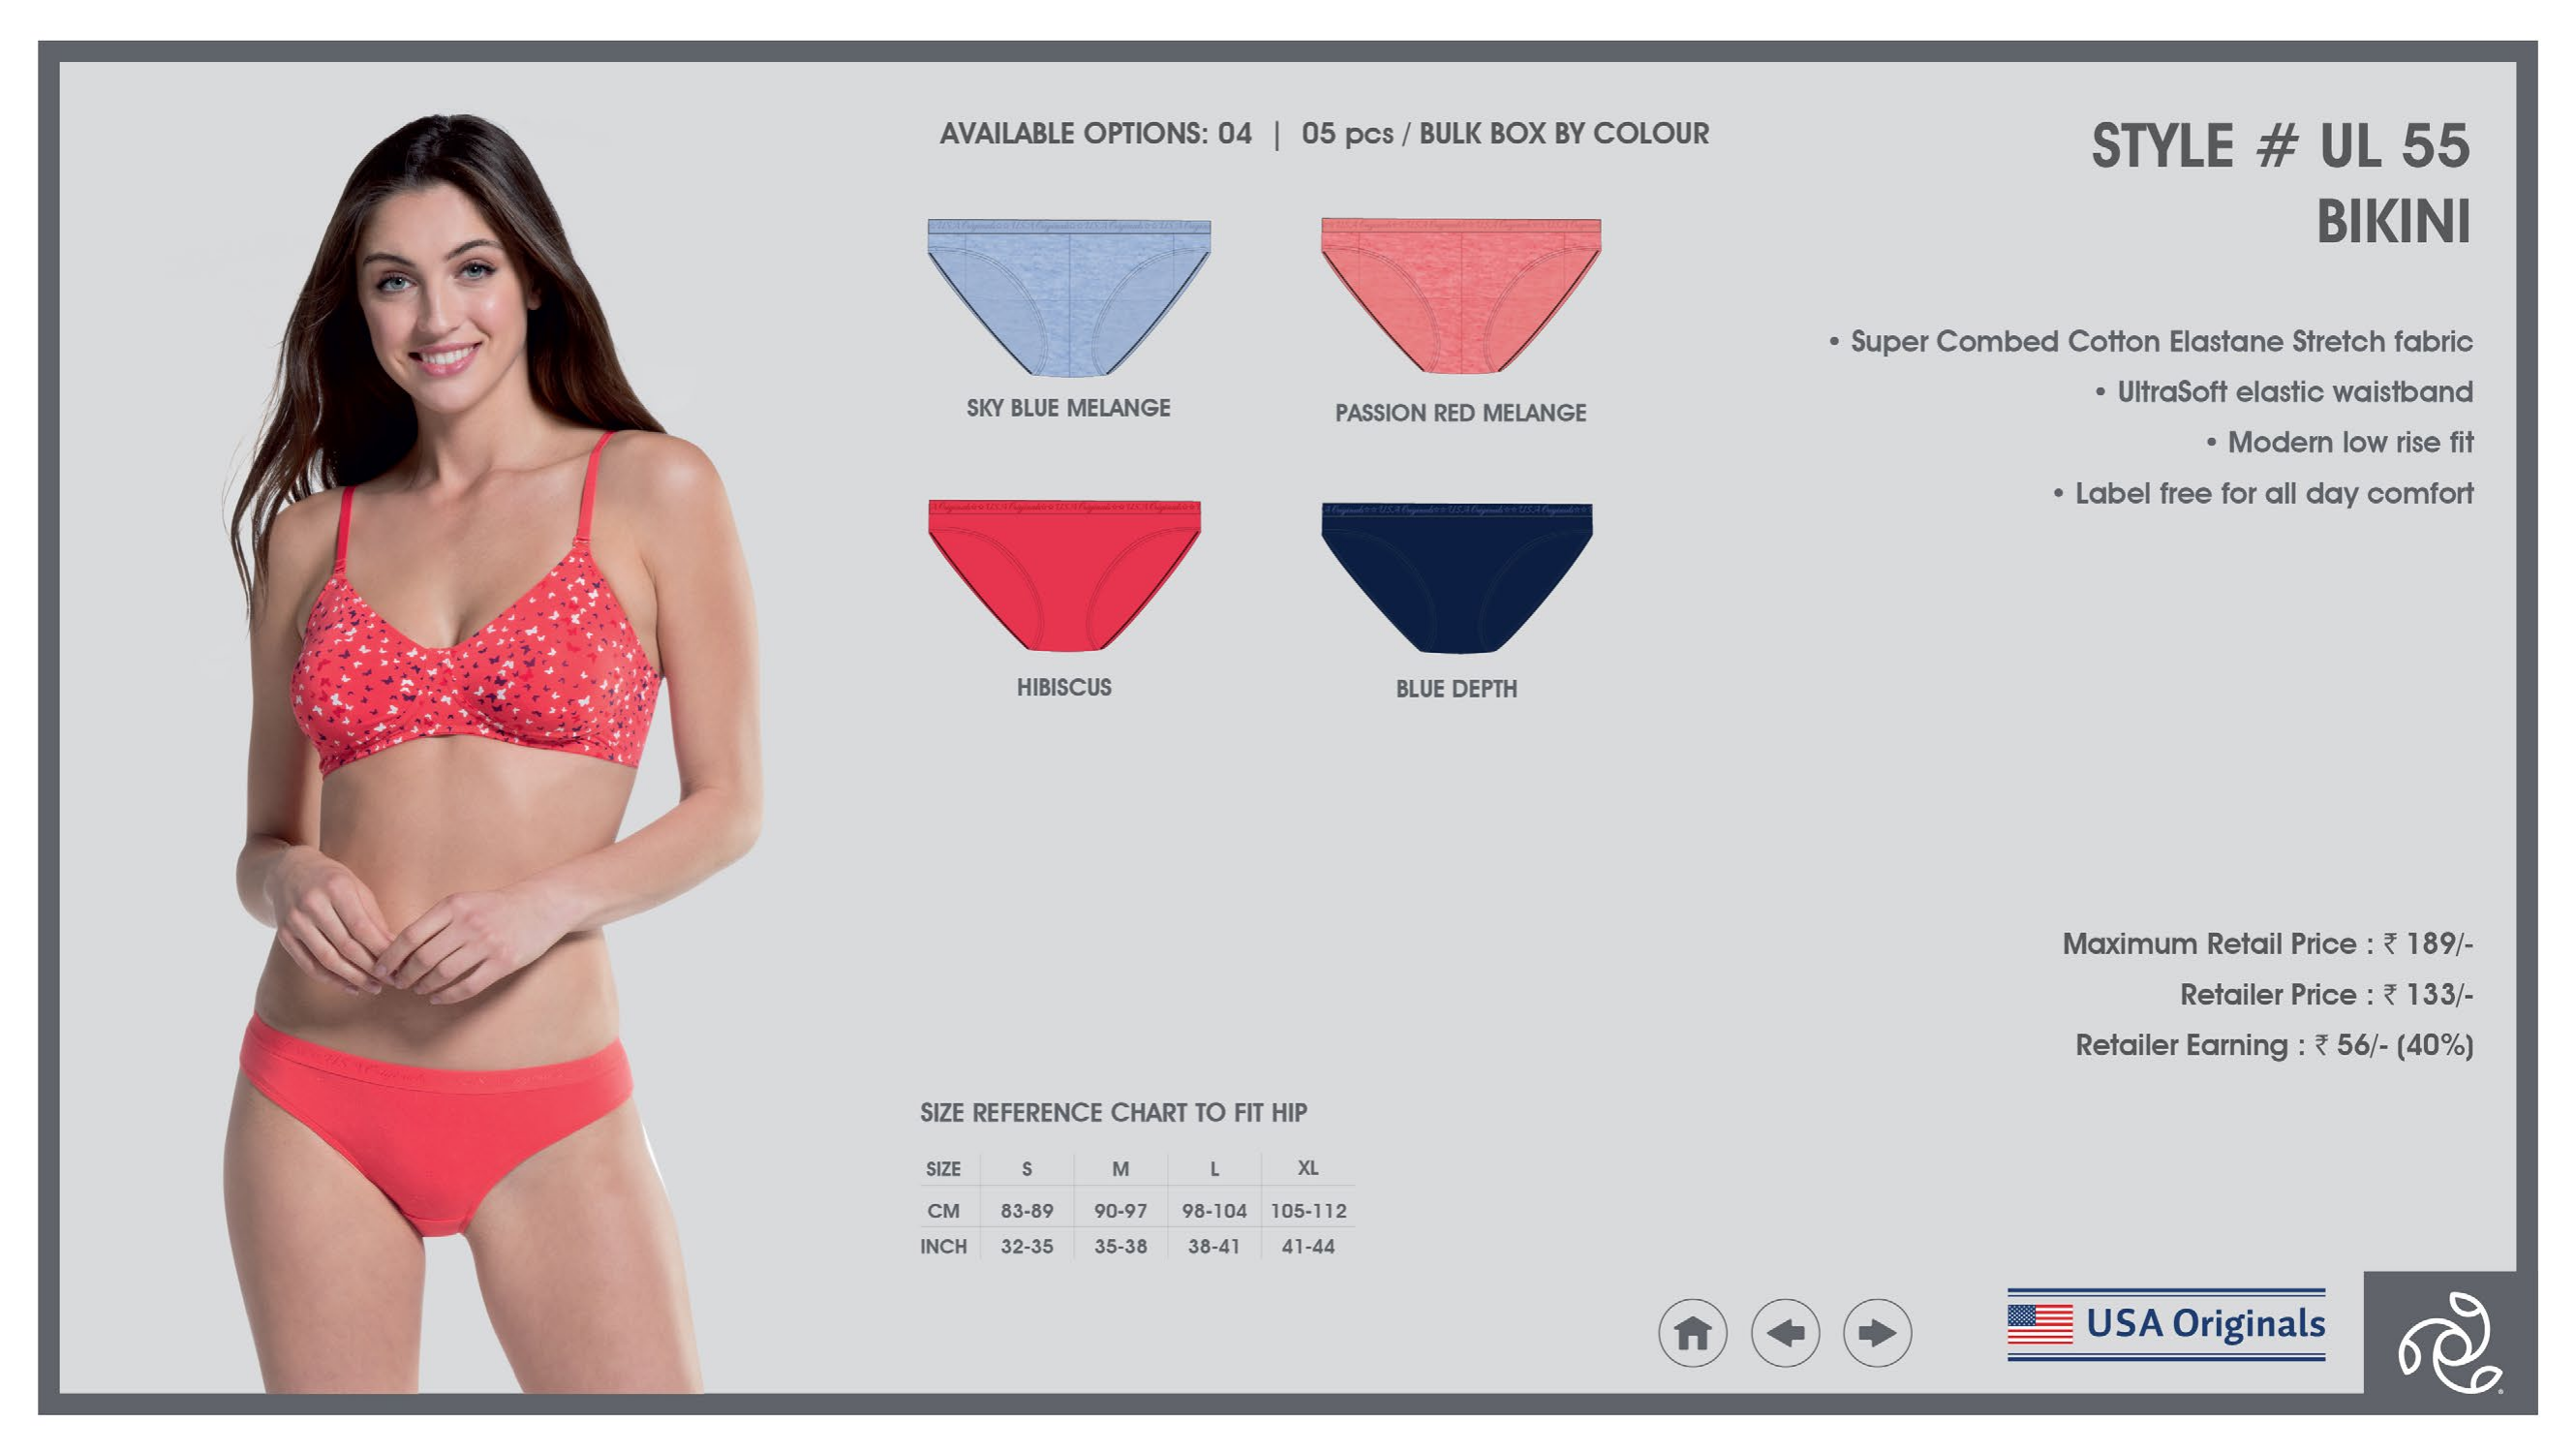 AVAILABLE OPTIONS: 04 | 05 pcs / BULK BOX BY COLOUR
STYLE # UL 55
BIKINI
SKY BLUE MELANGE
PASSION RED MELANGE
HIBISCUS
BLUE DEPTH
• Super Combed Cotton Elastane Stretch fabric
• UltraSoft elastic waistband
• Modern low rise fit
• Label free for all day comfort
Maximum Retail Price : ₹ 189/-
Retailer Price : ₹ 133/-
Retailer Earning : ₹ 56/- (40%)
SIZE REFERENCE CHART TO FIT HIP
SIZE S M L XL
CM 83-89 90-97 98-104 105-112
INCH 32-35 35-38 38-41 41-44
USA Originals